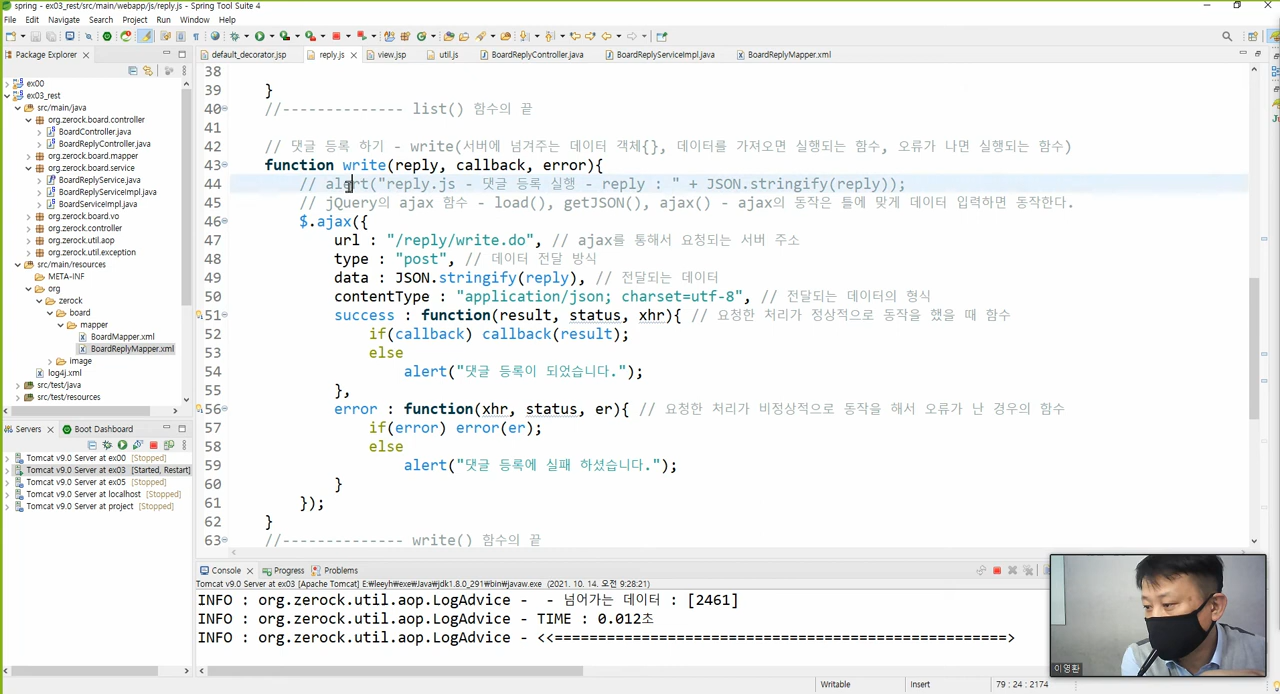 spring - ex03_rest/src/main/webapp/js/reply.js - Spring Tool Suite 4
File Edit Navigate Search Project Run Window Help
Package Explorer
default_decorator.jsp reply.js view.jsp util.js BoardReplyController.java BoardReplyServiceImpl.java BoardReplyMapper.xml
ex00
ex03_rest
src/main/java
org.zerock.board.controller
BoardController.java
BoardReplyController.java
org.zerock.board.mapper
org.zerock.board.service
BoardReplyService.java
BoardReplyServiceImpl.java
BoardServiceImpl.java
org.zerock.board.vo
org.zerock.controller
org.zerock.util.aop
org.zerock.util.exception
src/main/resources
META-INF
org
zerock
board
mapper
BoardMapper.xml
BoardReplyMapper.xml
image
log4j.xml
src/test/java
src/test/resources
38
39 }
40 //-------------- list() 함수의 끝
41
42 // 댓글 등록 하기 - write(서버에 넘겨주는 데이터 객체{}, 데이터를 가져오면 실행되는 함수, 오류가 나면 실행되는 함수)
43 function write(reply, callback, error){
44 // alert("reply.js - 댓글 등록 실행 - reply : " + JSON.stringify(reply));
45 // jQuery의 ajax 함수 - load(), getJSON(), ajax() - ajax의 동작은 틀에 맞게 데이터 입력하면 동작한다.
46 $.ajax({
47 url : "/reply/write.do", // ajax를 통해서 요청되는 서버 주소
48 type : "post", // 데이터 전달 방식
49 data : JSON.stringify(reply), // 전달되는 데이터
50 contentType : "application/json; charset=utf-8", // 전달되는 데이터의 형식
51 success : function(result, status, xhr){ // 요청한 처리가 정상적으로 동작을 했을 때 함수
52 if(callback) callback(result);
53 else
54 alert("댓글 등록이 되었습니다.");
55 },
56 error : function(xhr, status, er){ // 요청한 처리가 비정상적으로 동작을 해서 오류가 난 경우의 함수
57 if(error) error(er);
58 else
59 alert("댓글 등록에 실패 하셨습니다.");
60 }
61 });
62 }
63 //-------------- write() 함수의 끝
Servers Boot Dashboard
Tomcat v9.0 Server at ex00 [Stopped]
Tomcat v9.0 Server at ex03 [Started, Restart]
Tomcat v9.0 Server at ex05 [Stopped]
Tomcat v9.0 Server at localhost [Stopped]
Tomcat v9.0 Server at project [Stopped]
Console Progress Problems
Tomcat v9.0 Server at ex03 [Apache Tomcat] E:\leeyh\exe\Java\jdk1.8.0_291\bin\javaw.exe (2021. 10. 14. 오전 9:28:21)
INFO : org.zerock.util.aop.LogAdvice - - 넘어가는 데이터 : [2461]
INFO : org.zerock.util.aop.LogAdvice - TIME : 0.012초
INFO : org.zerock.util.aop.LogAdvice - <<====================================================>
이영환
Writable Insert 79 : 24 : 2174